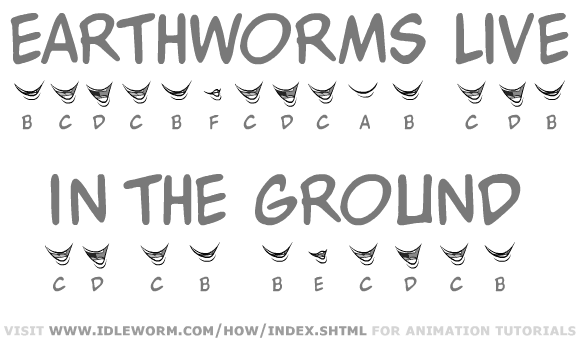 EARTHWORMS LIVE
B C D C B F C D C A B C D B
IN THE GROUND
C D C B B E C D C B
VISIT WWW.IDLEWORM.COM/HOW/INDEX.SHTML FOR ANIMATION TUTORIALS